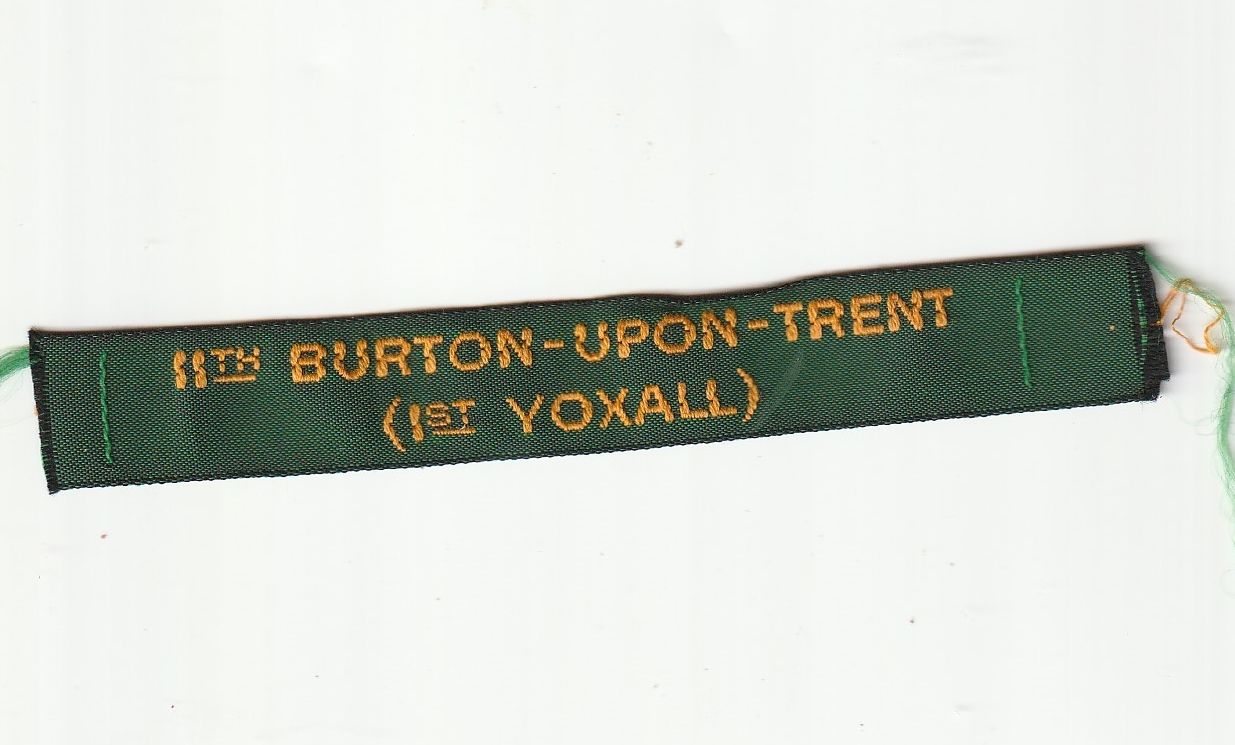 11TH BURTON-UPON-TRENT
(1ST YOXALL)